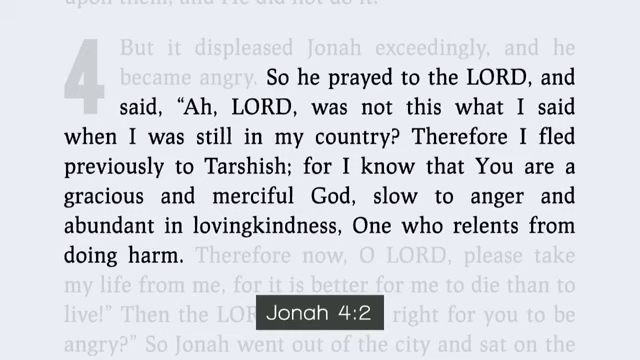 upon them, and He did not do it.
4 But it displeased Jonah exceedingly, and he
became angry. So he prayed to the LORD, and
said, “Ah, LORD, was not this what I said
when I was still in my country? Therefore I fled
previously to Tarshish; for I know that You are a
gracious and merciful God, slow to anger and
abundant in lovingkindness, One who relents from
doing harm. Therefore now, O LORD, please take
my life from me, for it is better for me to die than to
live!” Then the right for you to be
Jonah 4:2
angry?” So Jonah went out of the city and sat on the